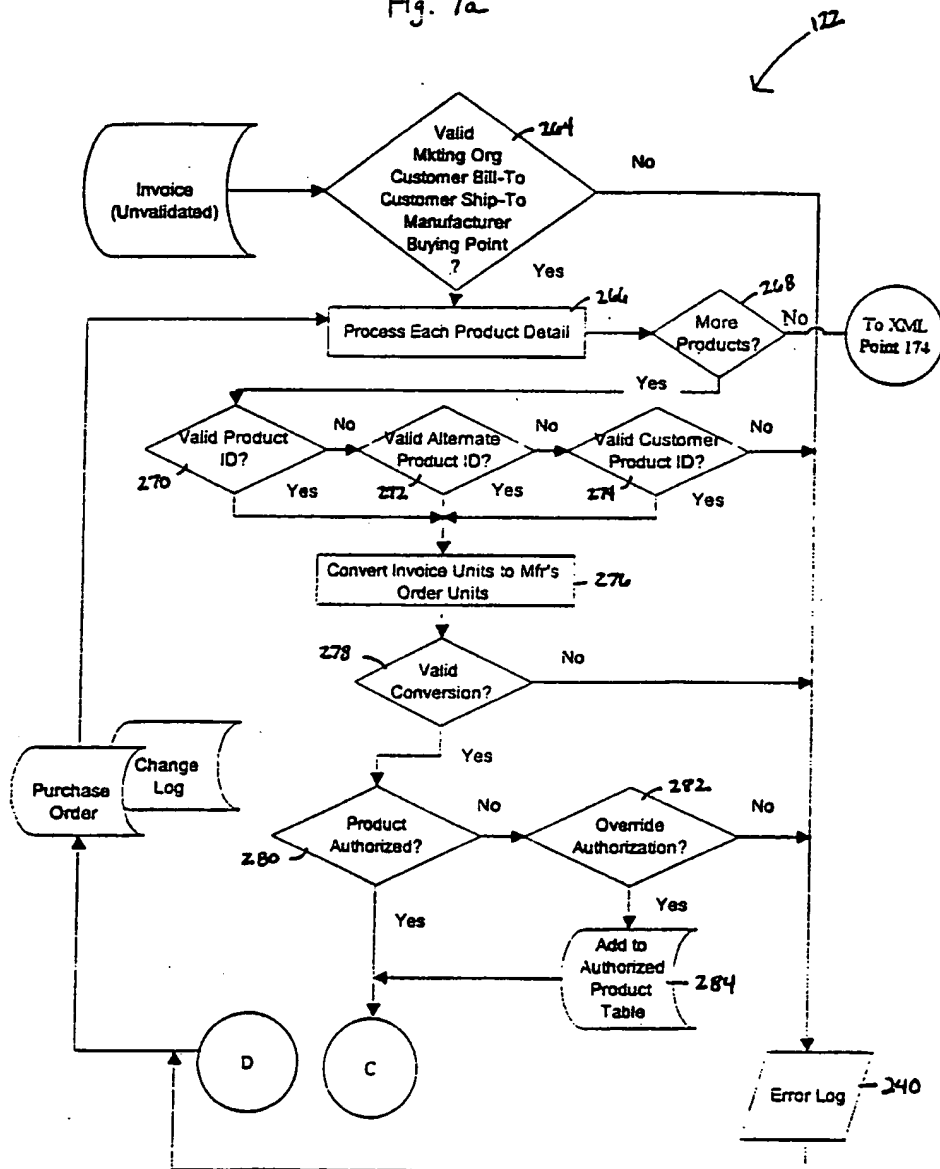 Fig. 7a
122
Invoice
(Unvalidated)
Valid
Mkting Org
Customer Bill-To
Customer Ship-To
Manufacturer
Buying Point
?
264
No
Yes
Process Each Product Detail
266
More
Products?
268
No
To XML
Point 174
Yes
Valid Product
ID?
270
No
Yes
Valid Alternate
Product ID?
272
No
Yes
Valid Customer
Product ID?
274
No
Yes
Convert Invoice Units to Mfr's
Order Units
276
278
Valid
Conversion?
No
Yes
Purchase
Order
Change
Log
Product
Authorized?
280
No
Yes
282
Override
Authorization?
No
Yes
Add to
Authorized
Product
Table
284
D
C
Error Log
240